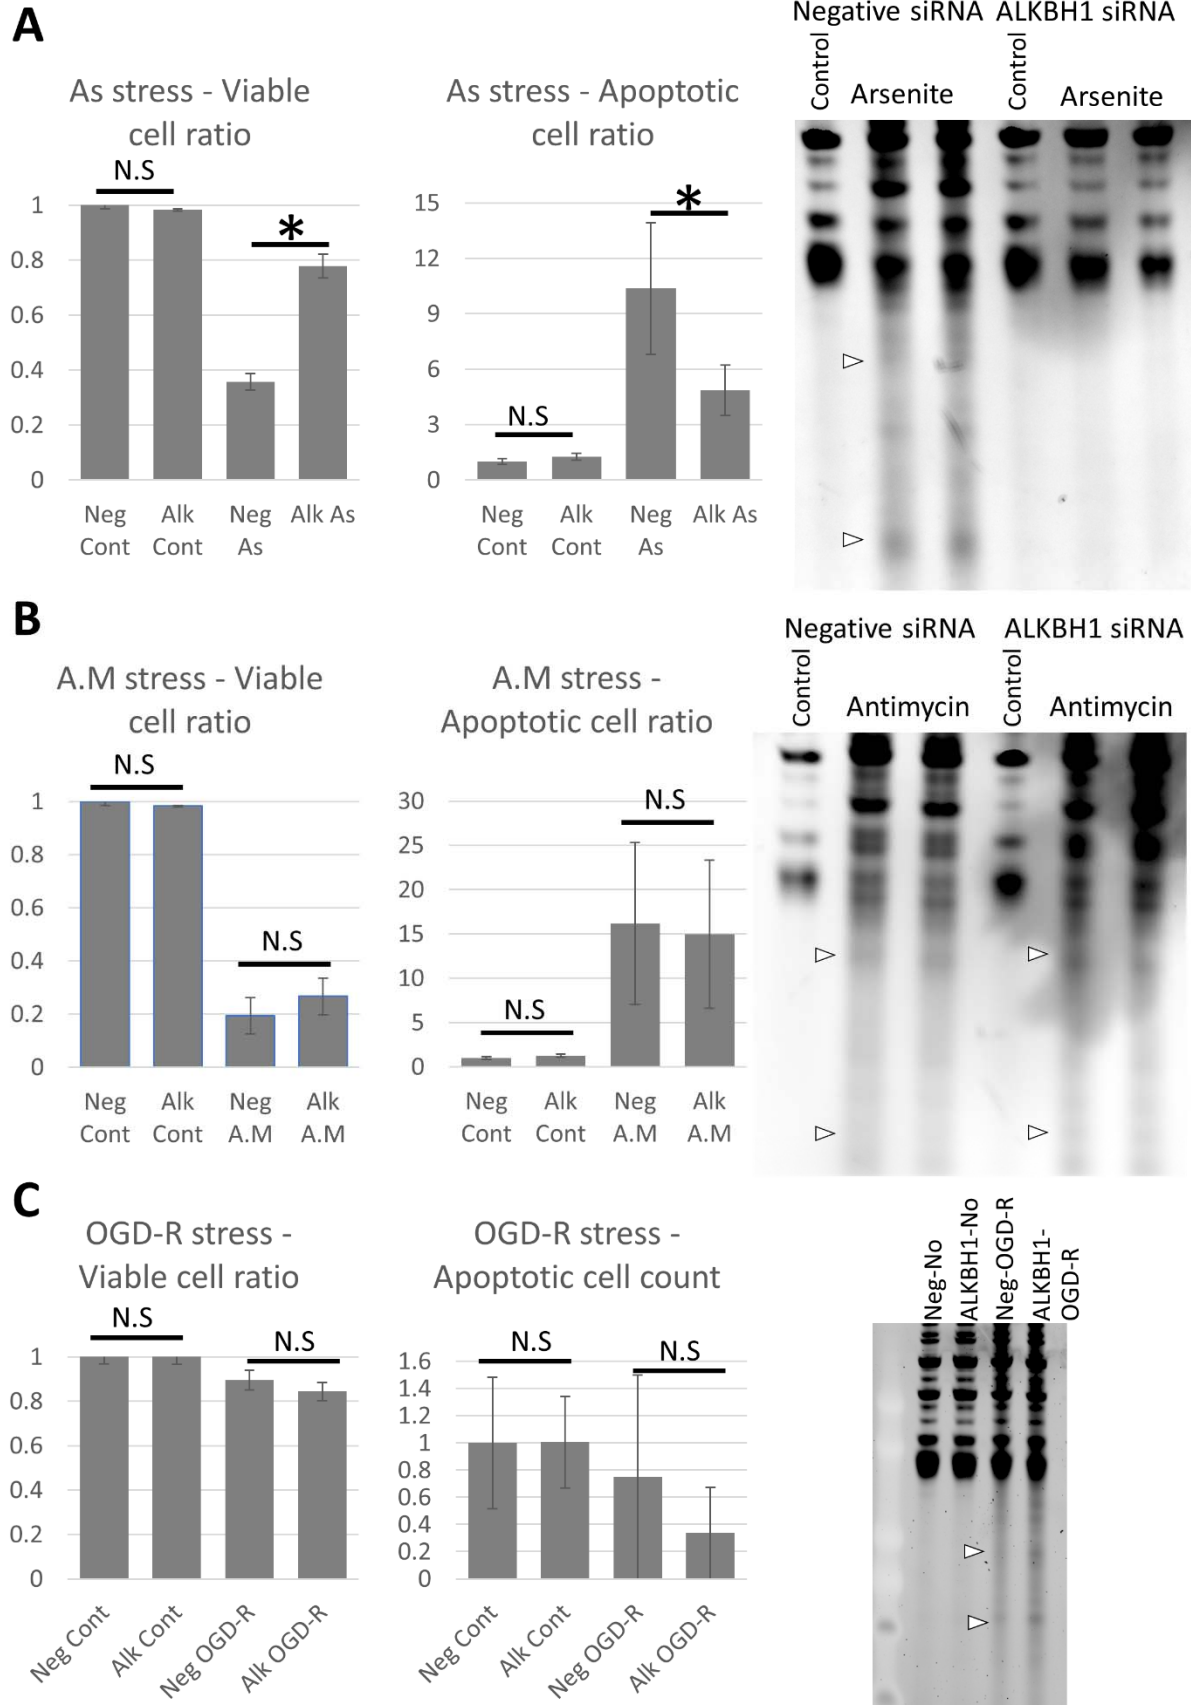 A
As stress - Viable
cell ratio
N.S
*
1
0.8
0.6
0.4
0.2
0
Neg
Cont
Alk
Cont
Neg
As
Alk As
As stress - Apoptotic
cell ratio
*
N.S
15
12
9
6
3
0
Neg
Cont
Alk
Cont
Neg
As
Alk As
Negative siRNA
ALKBH1 siRNA
Control
Arsenite
Control
Arsenite
B
A.M stress - Viable
cell ratio
N.S
N.S
1
0.8
0.6
0.4
0.2
0
Neg
Cont
Alk
Cont
Neg
A.M
Alk
A.M
A.M stress -
Apoptotic cell ratio
N.S
N.S
30
25
20
15
10
5
0
Neg
Cont
Alk
Cont
Neg
A.M
Alk
A.M
Negative siRNA
ALKBH1 siRNA
Control
Antimycin
Control
Antimycin
C
OGD-R stress -
Viable cell ratio
N.S
N.S
1
0.8
0.6
0.4
0.2
0
Neg Cont
Alk Cont
Neg OGD-R
Alk OGD-R
OGD-R stress -
Apoptotic cell count
N.S
N.S
1.6
1.4
1.2
1
0.8
0.6
0.4
0.2
0
Neg Cont
Alk Cont
Neg OGD-R
Alk OGD-R
Neg-No
ALKBH1-No
Neg-OGD-R
ALKBH1-
OGD-R